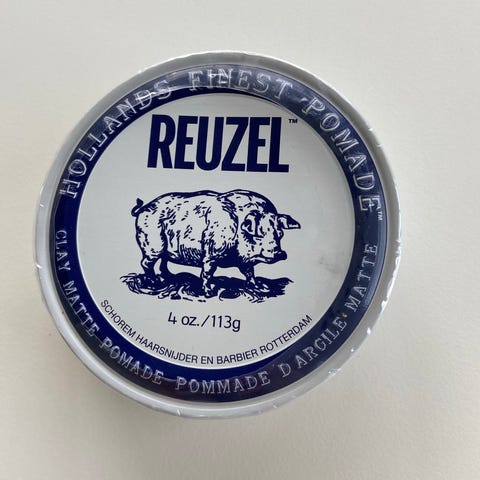 HOLLANDS FINEST POMADE™
REUZEL™
4 oz./113g
SCHOREM HAARSNIJDER EN BARBIER ROTTERDAM
CLAY MATTE POMADE POMMADE D ARGILE MATTE